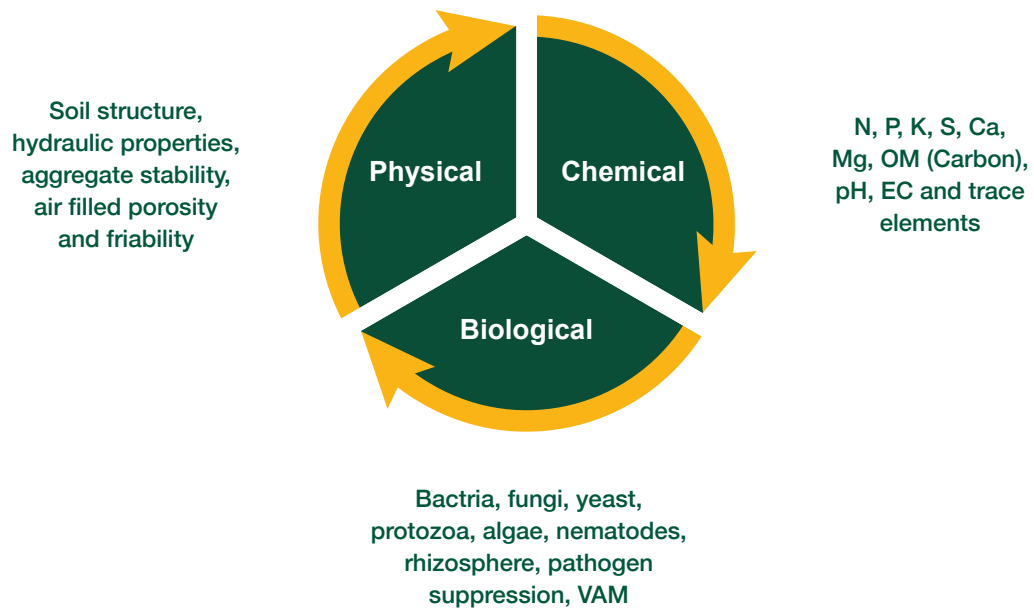 Soil structure,
hydraulic properties,
aggregate stability,
air filled porosity
and friability
Physical
Chemical
N, P, K, S, Ca,
Mg, OM (Carbon),
pH, EC and trace
elements
Biological
Bactria, fungi, yeast,
protozoa, algae, nematodes,
rhizosphere, pathogen
suppression, VAM